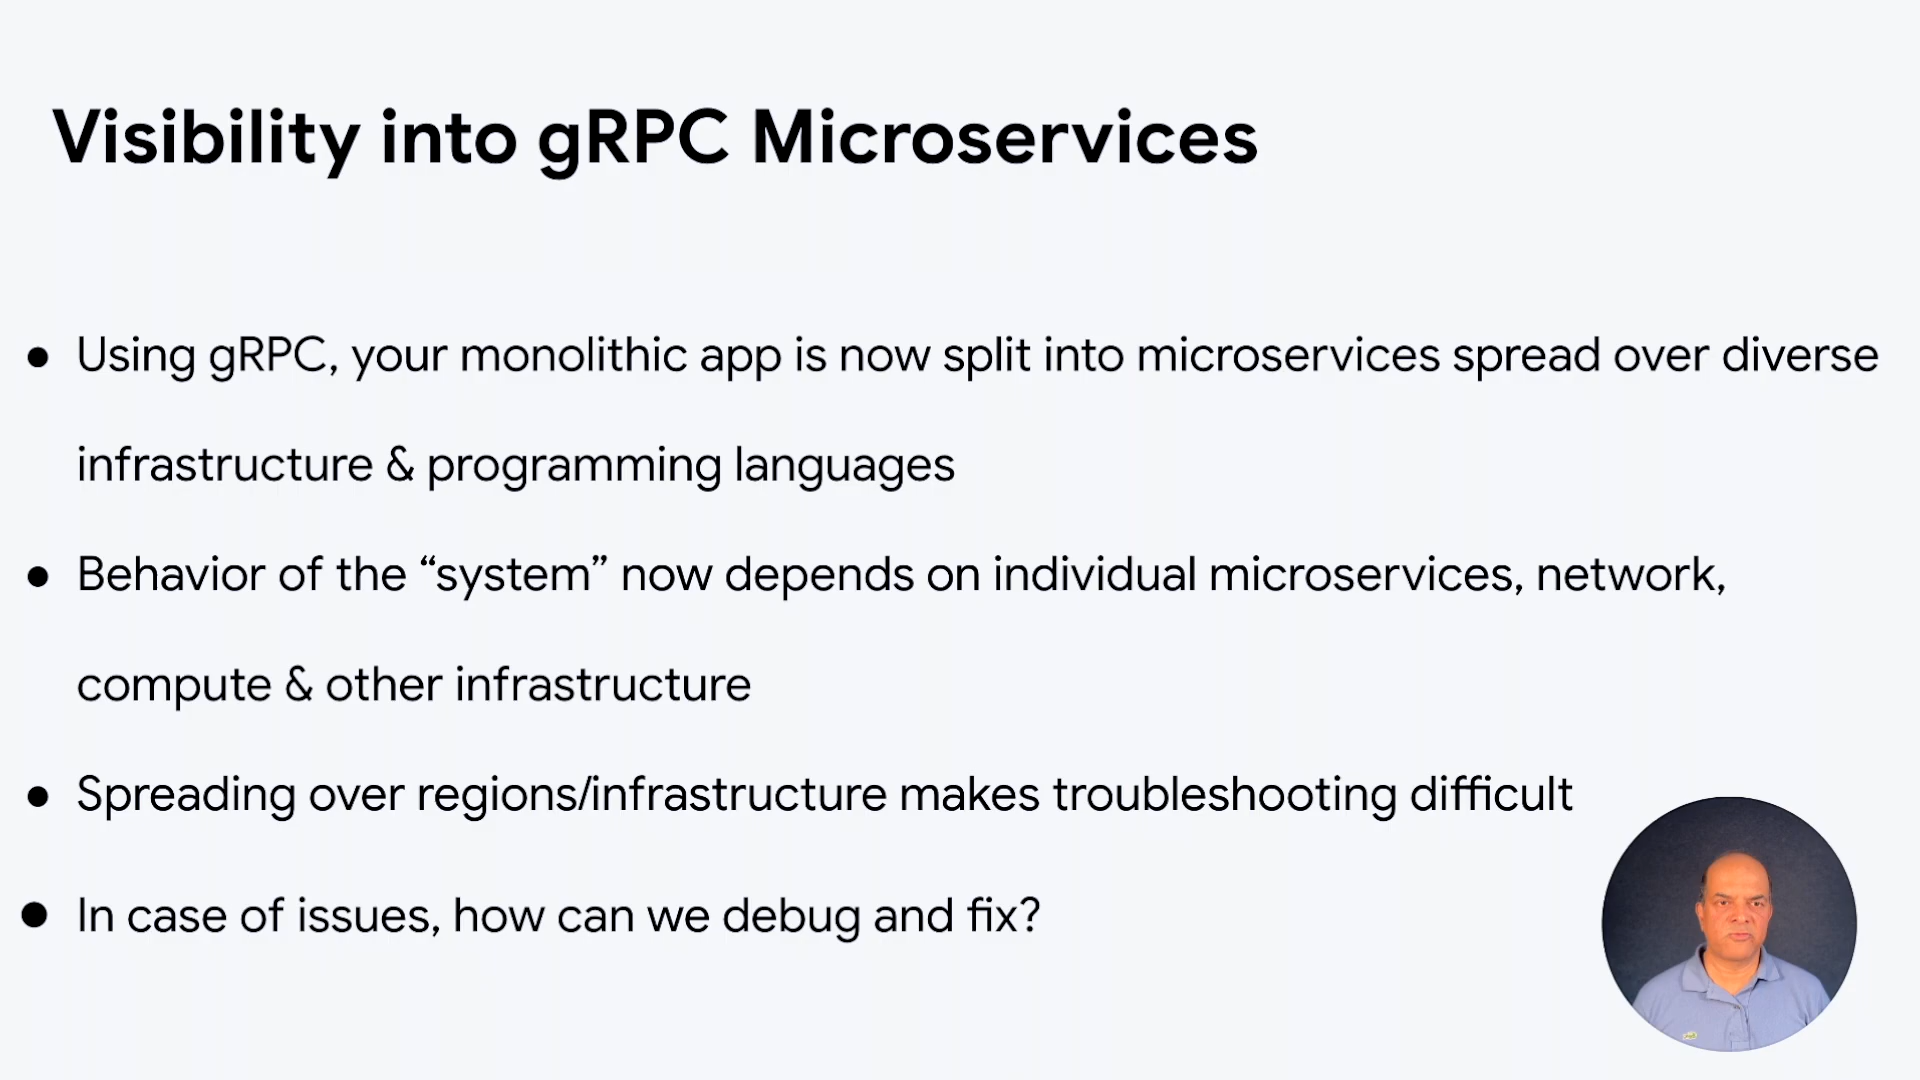 Visibility into gRPC Microservices
● Using gRPC, your monolithic app is now split into microservices spread over diverse
infrastructure & programming languages
● Behavior of the “system” now depends on individual microservices, network,
compute & other infrastructure
● Spreading over regions/infrastructure makes troubleshooting difficult
● In case of issues, how can we debug and fix?